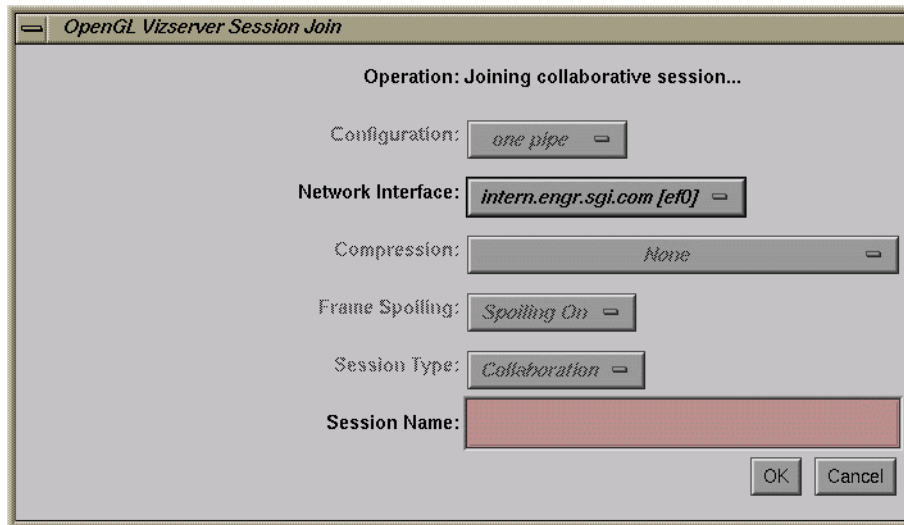 OpenGL Vizserver Session Join
Operation: Joining collaborative session...
Configuration: one pipe
Network Interface: intern.engr.sgi.com [ef0]
Compression: None
Frame Spoiling: Spoiling On
Session Type: Collaboration
Session Name:
OK Cancel